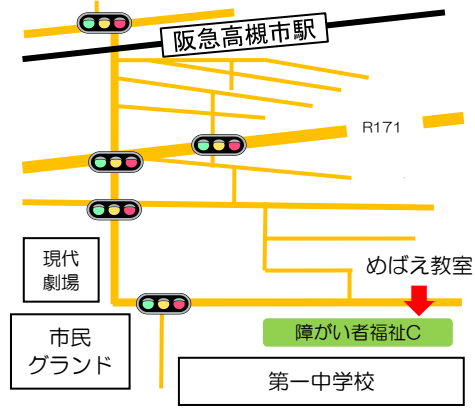 阪急高槻市駅
R171
現代
劇場
めばえ教室
市民
グランド
障がい者福祉C
第一中学校